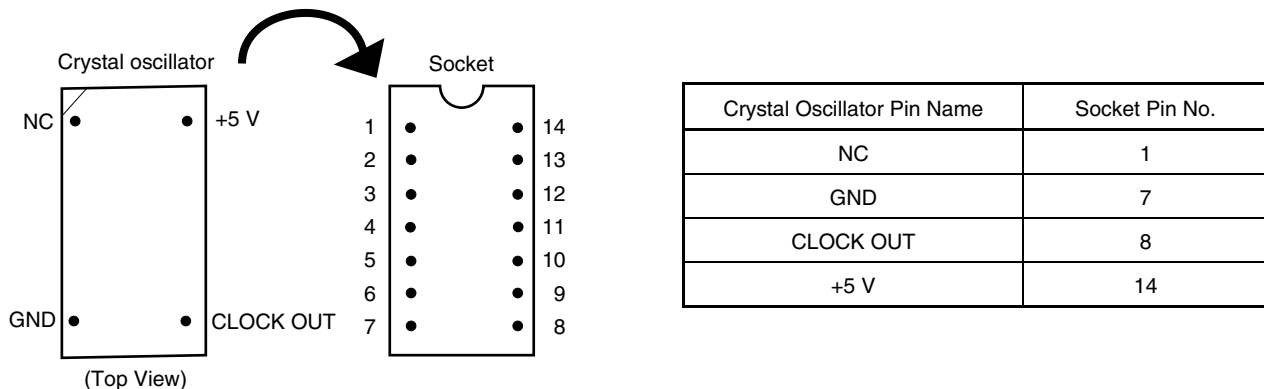 Crystal oscillator
NC
+5 V
GND
CLOCK OUT
(Top View)
Socket
1
14
2
13
3
12
4
11
5
10
6
9
7
8
Crystal Oscillator Pin Name Socket Pin No.
NC 1
GND 7
CLOCK OUT 8
+5 V 14